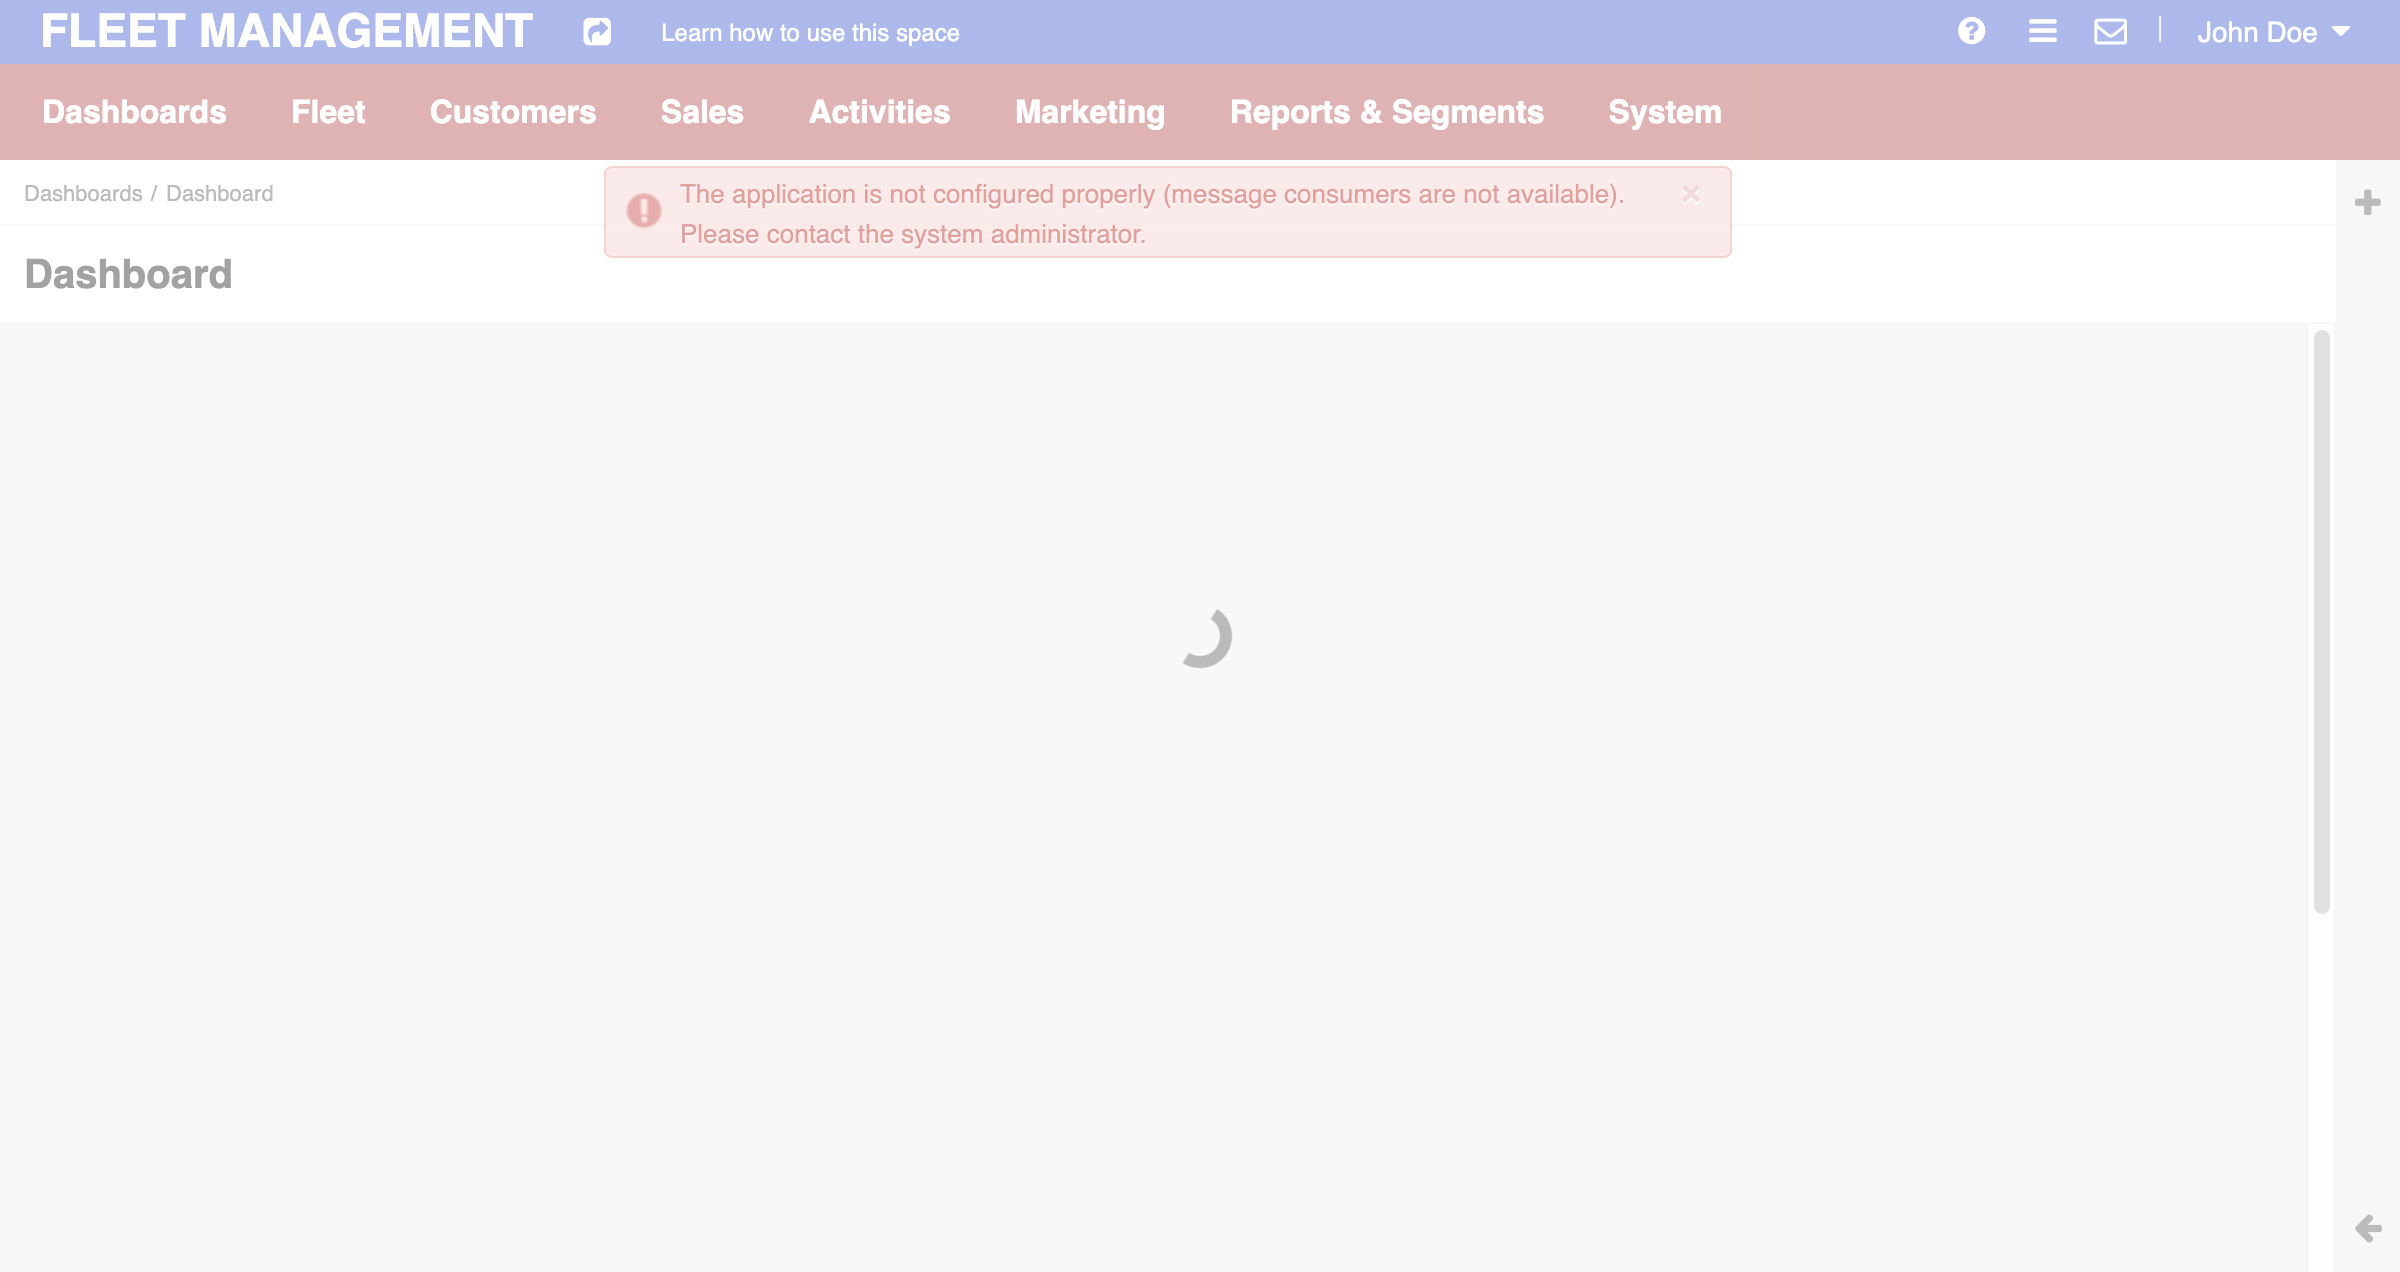 FLEET MANAGEMENT
Learn how to use this space
John Doe
Dashboards
Fleet
Customers
Sales
Activities
Marketing
Reports & Segments
System
Dashboards / Dashboard
The application is not configured properly (message consumers are not available).
Please contact the system administrator.
Dashboard